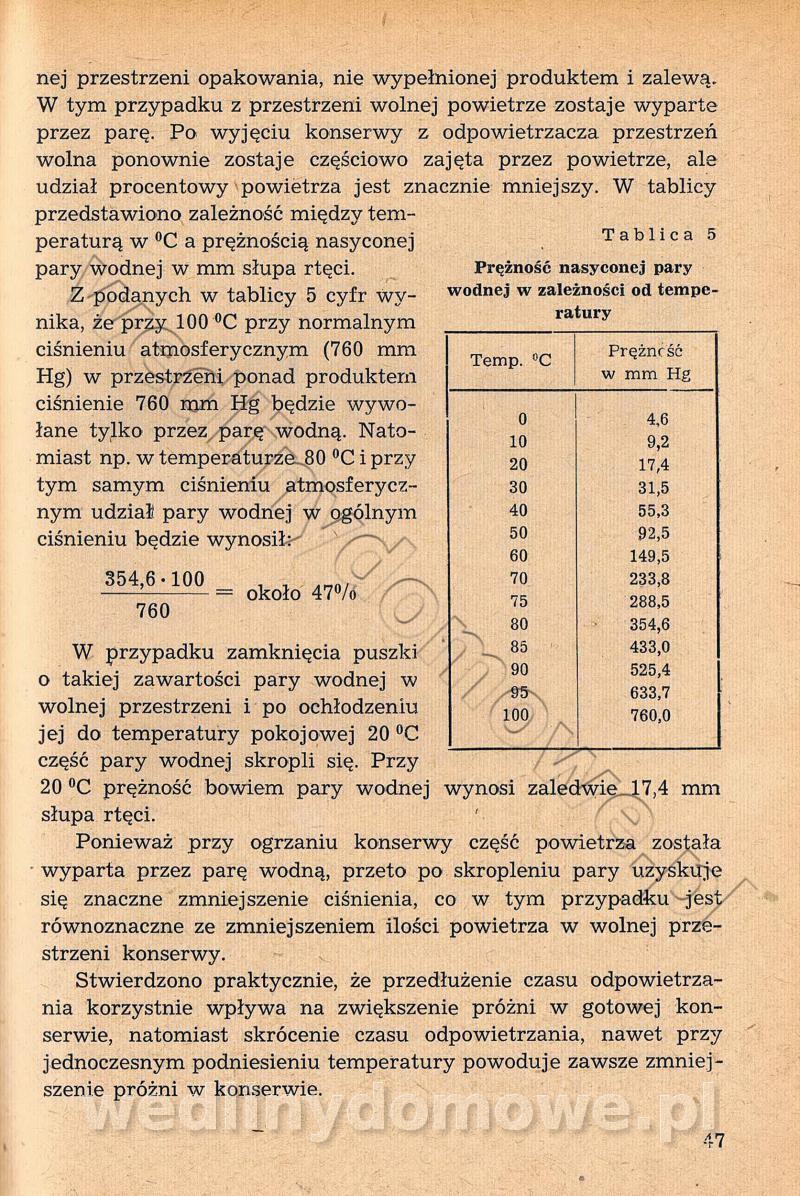 nej przestrzeni opakowania, nie wypełnionej produktem i zalewą.
W tym przypadku z przestrzeni wolnej powietrze zostaje wyparte
przez parę. Po wyjęciu konserwy z odpowietrzacza przestrzeń
wolna ponownie zostaje częściowo zajęta przez powietrze, ale
udział procentowy powietrza jest znacznie mniejszy. W tablicy
przedstawiono zależność między tem-
peraturą w °C a prężnością nasyconej
pary wodnej w mm słupa rtęci.
Z podanych w tablicy 5 cyfr wy-
nika, że przy 100 °C przy normalnym
ciśnieniu atmosferycznym (760 mm
Hg) w przestrzeni ponad produktem
ciśnienie 760 mm Hg będzie wywo-
łane tylko przez parę wodną. Nato-
miast np. w temperaturze 80 °C i przy
tym samym ciśnieniu atmosferycz-
nym udział pary wodnej w ogólnym
ciśnieniu będzie wynosił:
354,6 · 100
760
= około 47%
W przypadku zamknięcia puszki
o takiej zawartości pary wodnej w
wolnej przestrzeni i po ochłodzeniu
jej do temperatury pokojowej 20 °C
część pary wodnej skropli się. Przy
Tablica 5
Prężność nasyconej pary
wodnej w zależności od tempe-
ratury
Temp. °C Prężność
w mm Hg
0 4,6
10 9,2
20 17,4
30 31,5
40 55,3
50 92,5
60 149,5
70 233,8
75 288,5
80 354,6
85 433,0
90 525,4
95 633,7
100 760,0
20 °C prężność bowiem pary wodnej wynosi zaledwie 17,4 mm
słupa rtęci.
Ponieważ przy ogrzaniu konserwy część powietrza została
wyparta przez parę wodną, przeto po skropleniu pary uzyskuje
się znaczne zmniejszenie ciśnienia, co w tym przypadku jest
równoznaczne ze zmniejszeniem ilości powietrza w wolnej prze-
strzeni konserwy.
Stwierdzono praktycznie, że przedłużenie czasu odpowietrza-
nia korzystnie wpływa na zwiększenie próżni w gotowej kon-
serwie, natomiast skrócenie czasu odpowietrzania, nawet przy
jednoczesnym podniesieniu temperatury powoduje zawsze zmniej-
szenie próżni w konserwie.
wedlinydomowe.pl
47